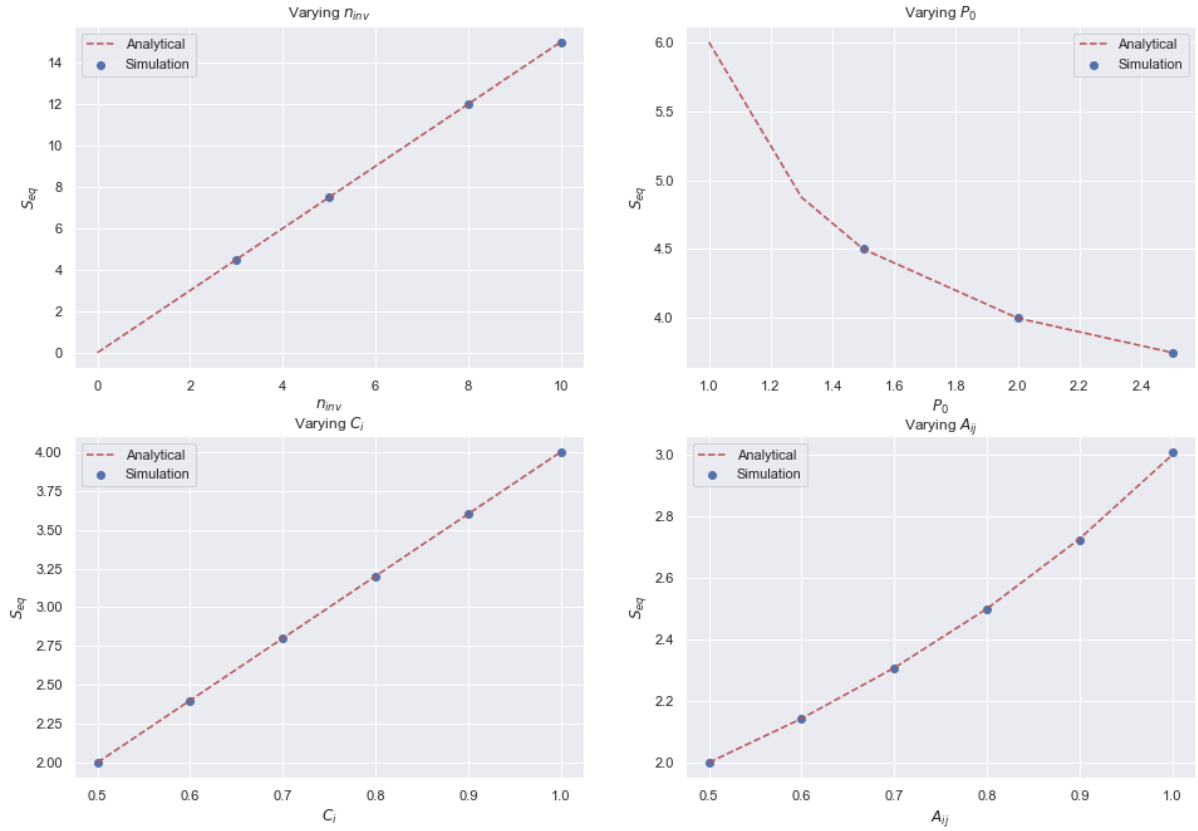 Varying n_inv
Analytical
Simulation
14
12
10
8
6
4
2
0
S_eq
0 2 4 6 8 10
n_inv
Varying P_0
Analytical
Simulation
6.0
5.5
5.0
4.5
4.0
S_eq
1.0 1.2 1.4 1.6 1.8 2.0 2.2 2.4
P_0
Varying C_i
Analytical
Simulation
4.00
3.75
3.50
3.25
3.00
2.75
2.50
2.25
2.00
S_eq
0.5 0.6 0.7 0.8 0.9 1.0
C_i
Varying A_ij
Analytical
Simulation
3.0
2.8
2.6
2.4
2.2
2.0
S_eq
0.5 0.6 0.7 0.8 0.9 1.0
A_ij